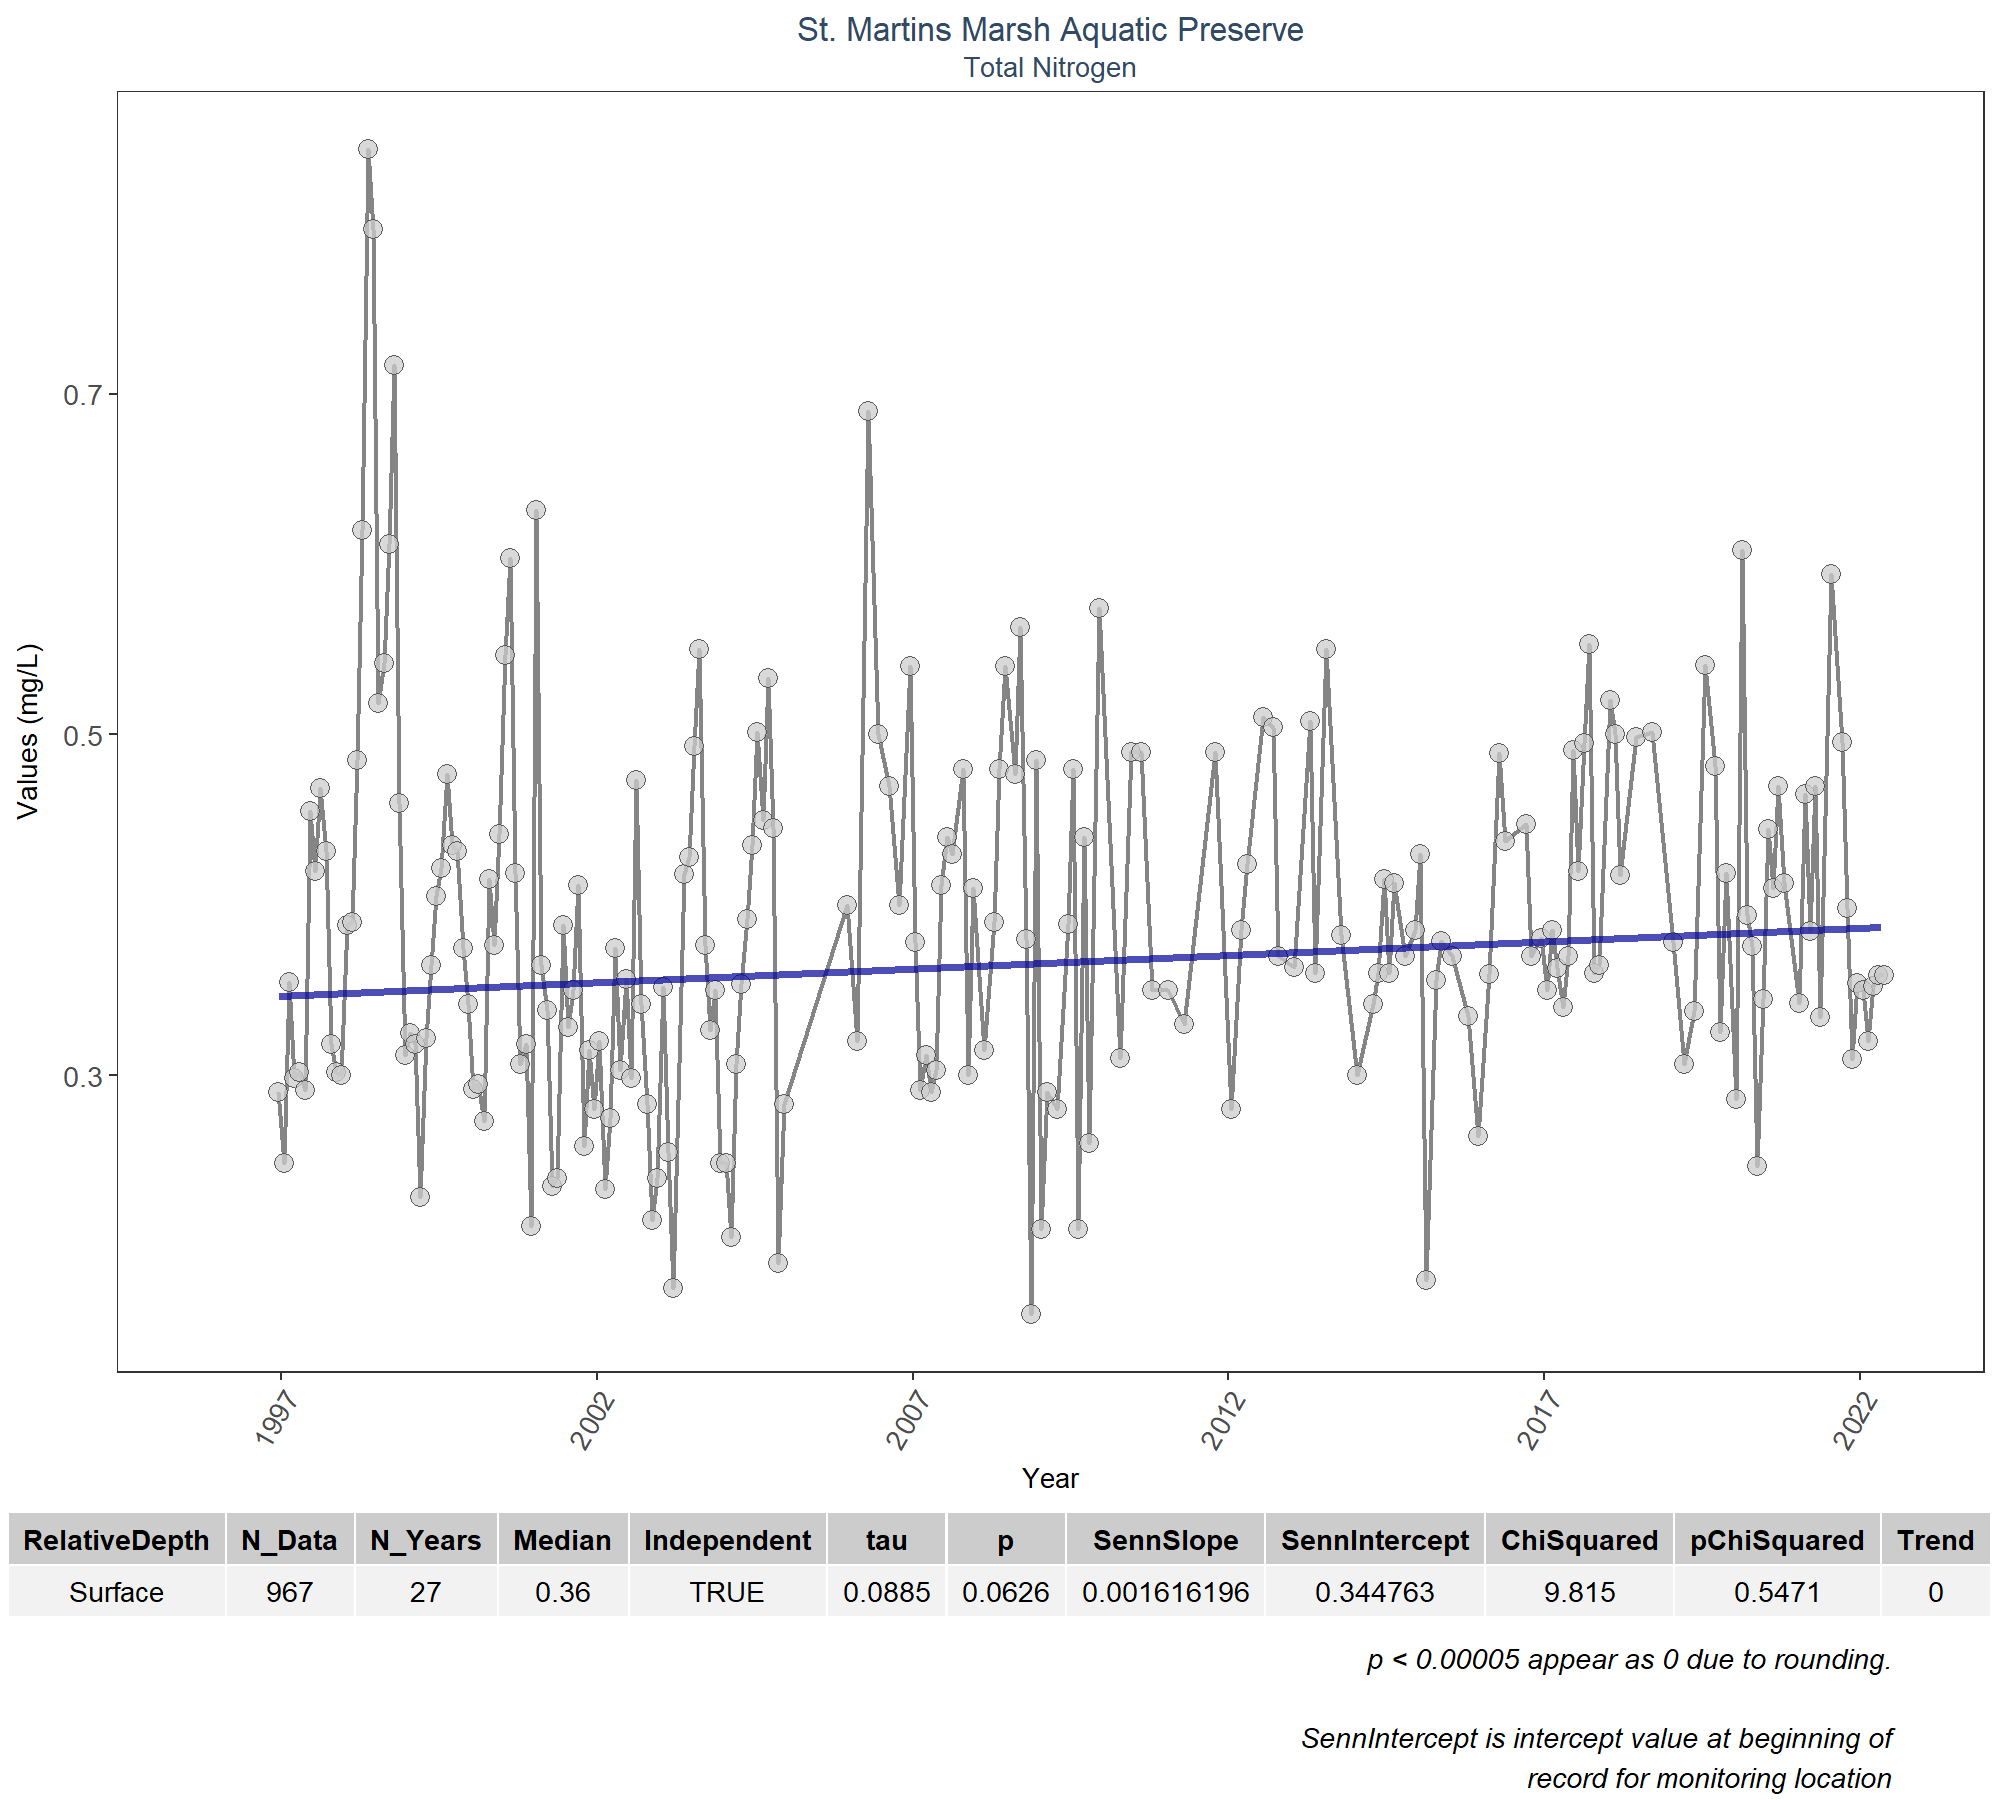 St. Martins Marsh Aquatic Preserve
Total Nitrogen
Values (mg/L)
0.7
0.5
0.3
1997 2002 2007 2012 2017 2022
Year
RelativeDepth N_Data N_Years Median Independent tau p SennSlope SennIntercept ChiSquared pChiSquared Trend
Surface 967 27 0.36 TRUE 0.0885 0.0626 0.001616196 0.344763 9.815 0.5471 0
p < 0.00005 appear as 0 due to rounding.
SennIntercept is intercept value at beginning of
record for monitoring location